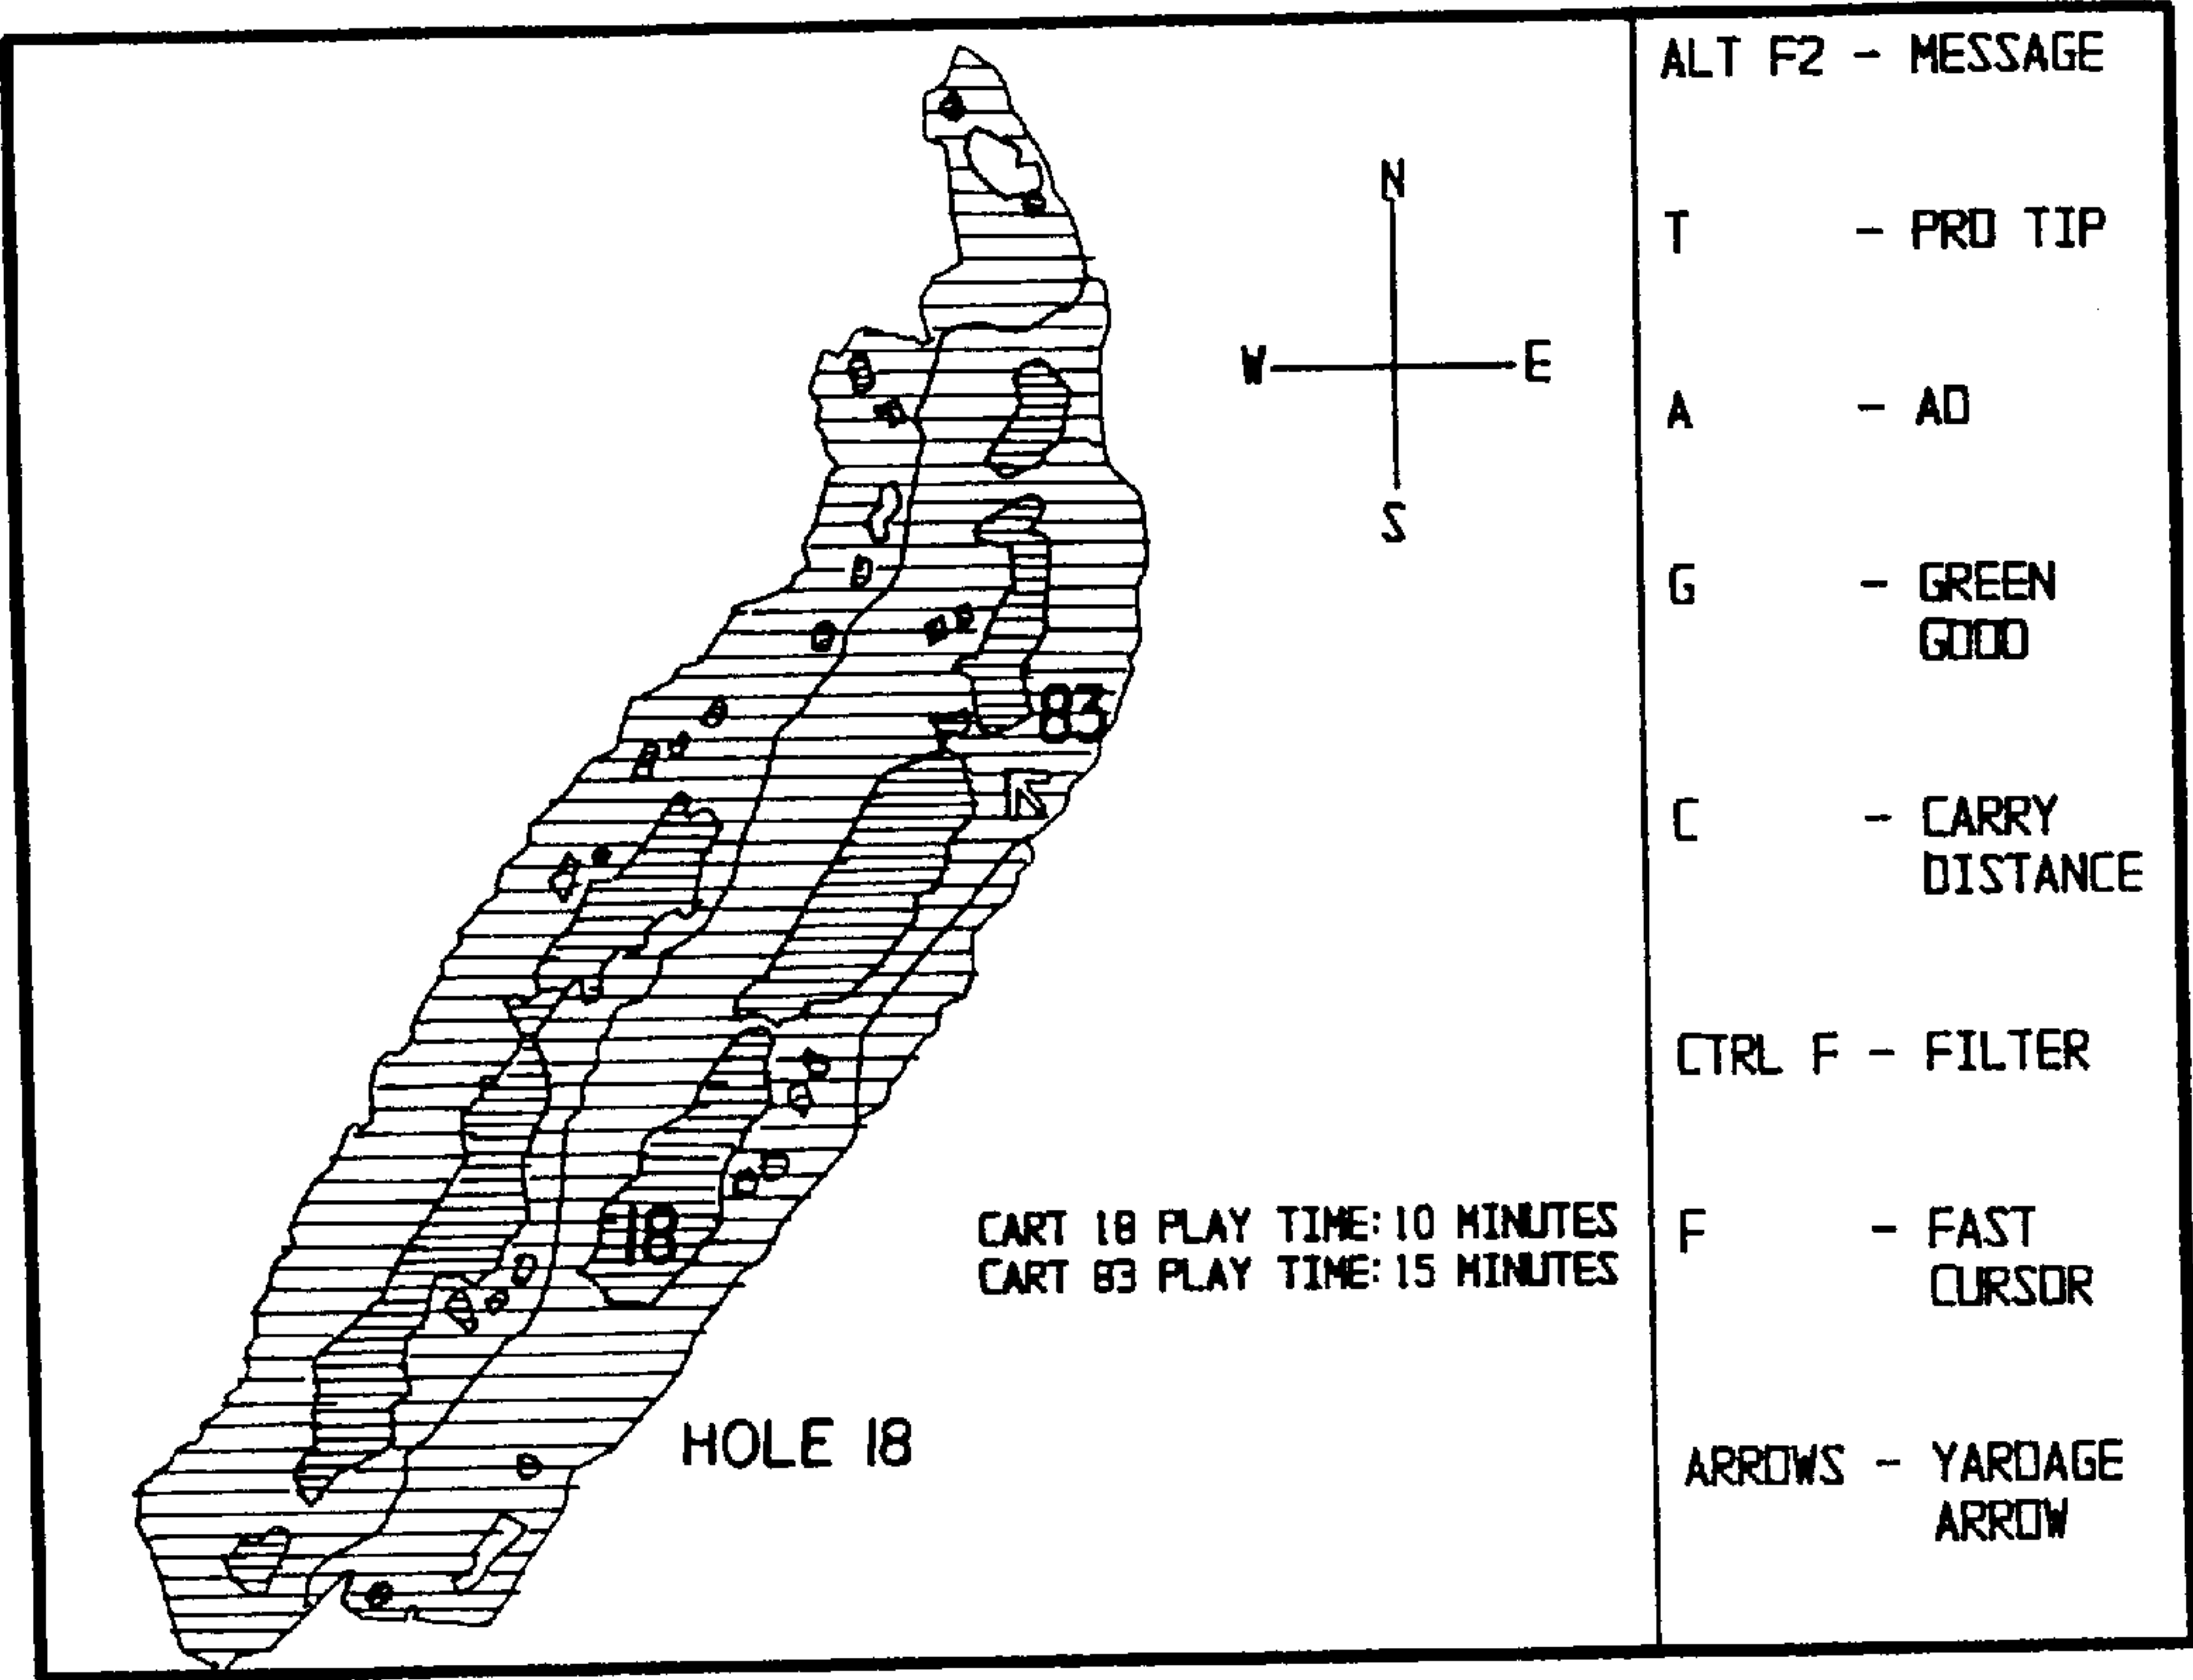 ALT F2 - MESSAGE
N
T - PRO TIP
W E
A - AD
S
G - GREEN
GOOD
83
C - CARRY
DISTANCE
CTRL F - FILTER
18
CART 18 PLAY TIME: 10 MINUTES
CART 83 PLAY TIME: 15 MINUTES
F - FAST
CURSOR
HOLE 18
ARROWS - YARDAGE
ARROW